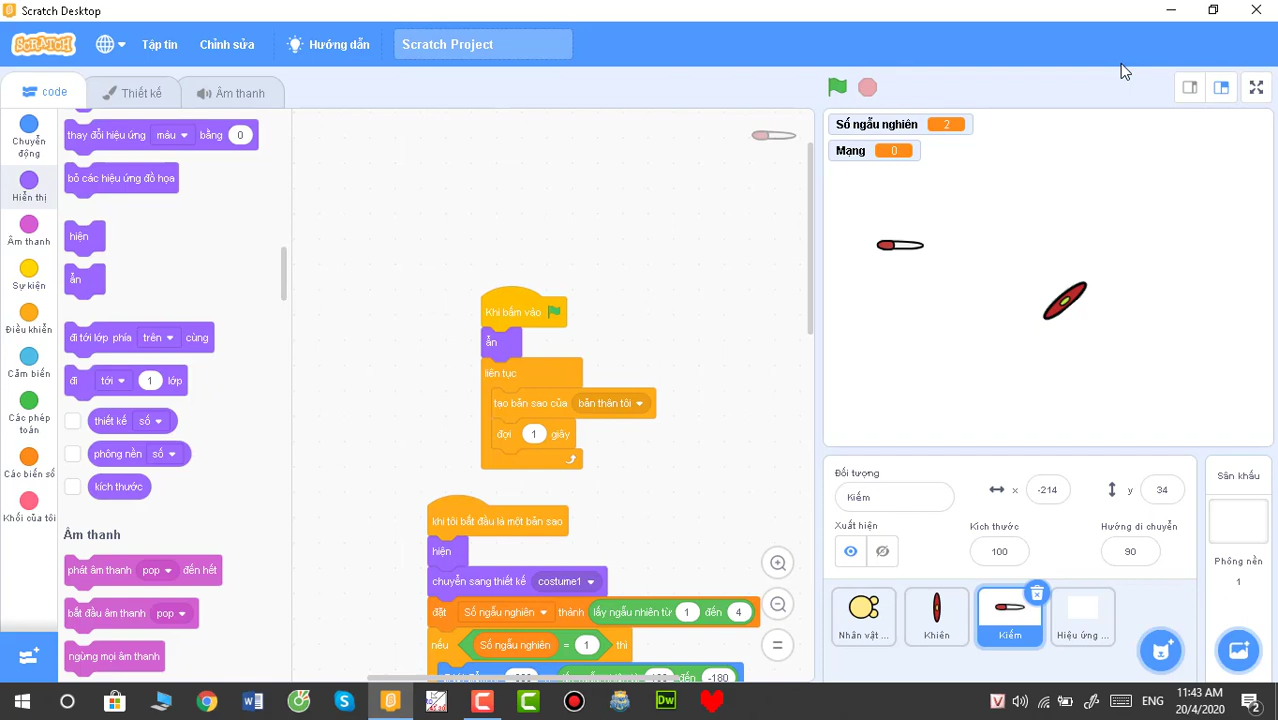 Scratch Desktop
SCRATCH
Tập tin
Chỉnh sửa
Hướng dẫn
Scratch Project
code
Thiết kế
Âm thanh
Chuyển động
Hiển thị
Âm thanh
Sự kiện
Điều khiển
Cảm biến
Các phép toán
Các biến số
Khối của tôi
thay đổi hiệu ứng màu bằng 0
bỏ các hiệu ứng đồ họa
hiện
ẩn
đi tới lớp phía trên cùng
đi tới 1 lớp
thiết kế số
phông nền số
kích thước
Âm thanh
phát âm thanh pop đến hết
bắt đầu âm thanh pop
ngừng mọi âm thanh
Khi bấm vào
ẩn
liên tục
tạo bản sao của bản thân tôi
đợi 1 giây
khi tôi bắt đầu là một bản sao
hiện
chuyển sang thiết kế costume1
đặt Số ngẫu nghiên thành lấy ngẫu nhiên từ 1 đến 4
nếu Số ngẫu nghiên = 1 thì
đến -180
Số ngẫu nghiên 2
Mạng 0
Đối tượng
Kiếm
x -214
y 34
Xuất hiện
Kích thước
100
Hướng di chuyển
90
Nhân vật ...
Khiên
Kiếm
Hiệu ứng ...
Sân khấu
Phông nền
1
W
Dw
V
ENG
11:43 AM
20/4/2020
2